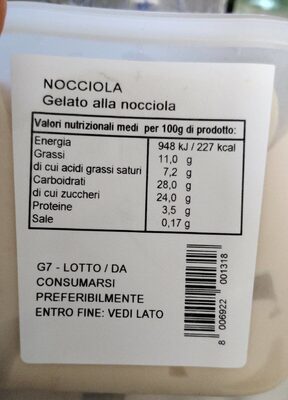 NOCCIOLA
Gelato alla nocciola
Valori nutrizionali medi per 100g di prodotto:
Energia 948 kJ / 227 kcal
Grassi 11,0 g
di cui acidi grassi saturi 7,2 g
Carboidrati 28,0 g
di cui zuccheri 24,0 g
Proteine 3,5 g
Sale 0,17 g
G7 - LOTTO / DA
CONSUMARSI
PREFERIBILMENTE
ENTRO FINE: VEDI LATO
8 006922 001318